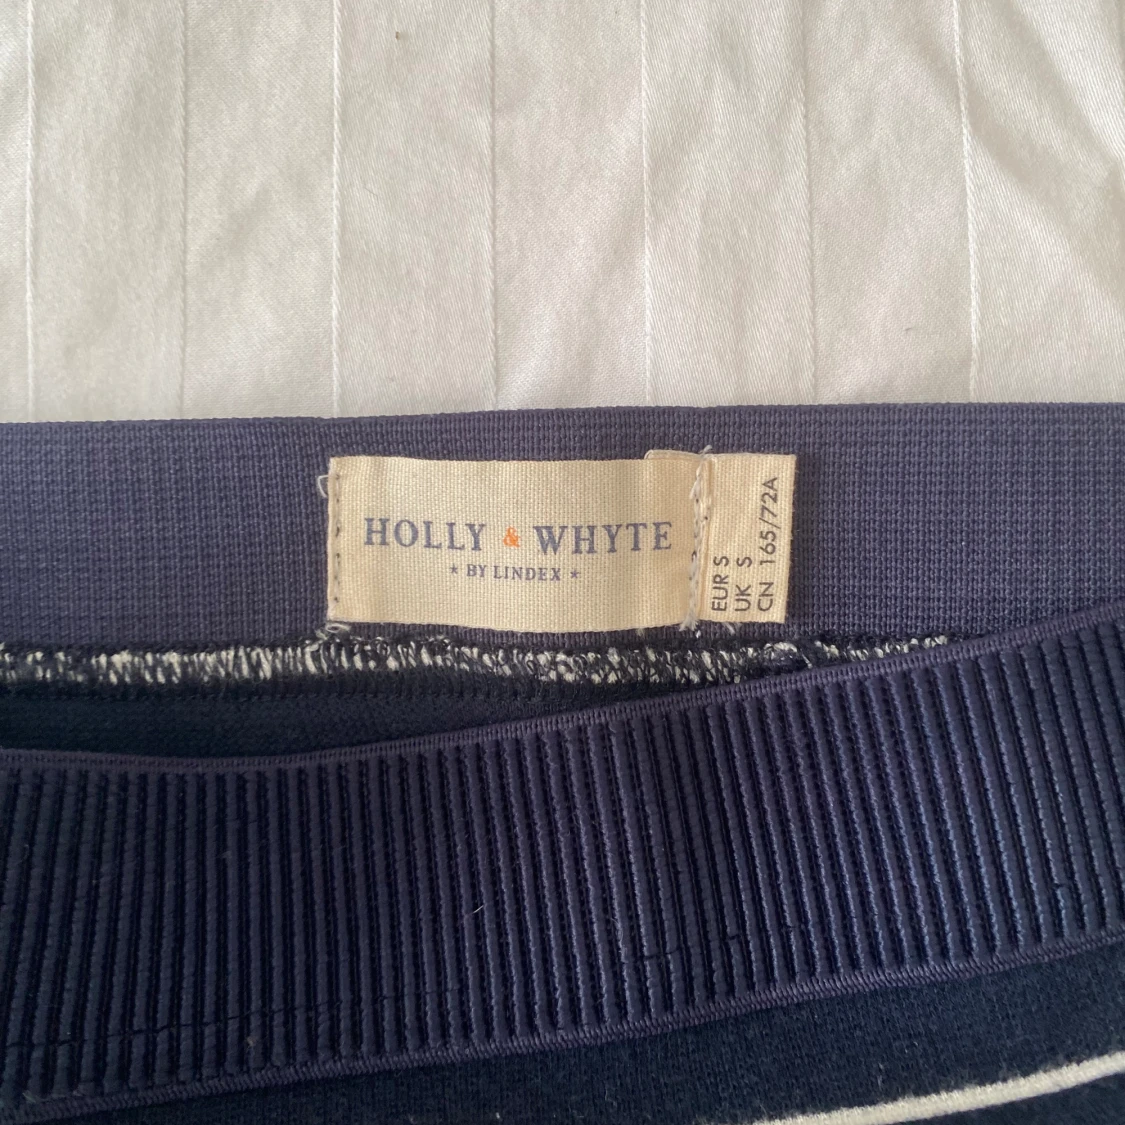 HOLLY & WHYTE
* BY LINDEX *
EUR S
UK S
CN 165/72A